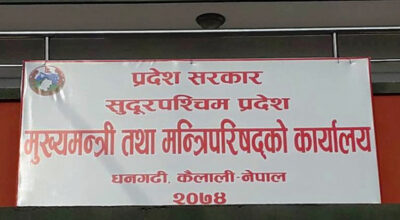 प्रदेश सरकार
सुदूरपश्चिम प्रदेश
मुख्यमन्त्री तथा मन्त्रिपरिषद्को कार्यालय
धनगढी, कैलाली-नेपाल
२०७४